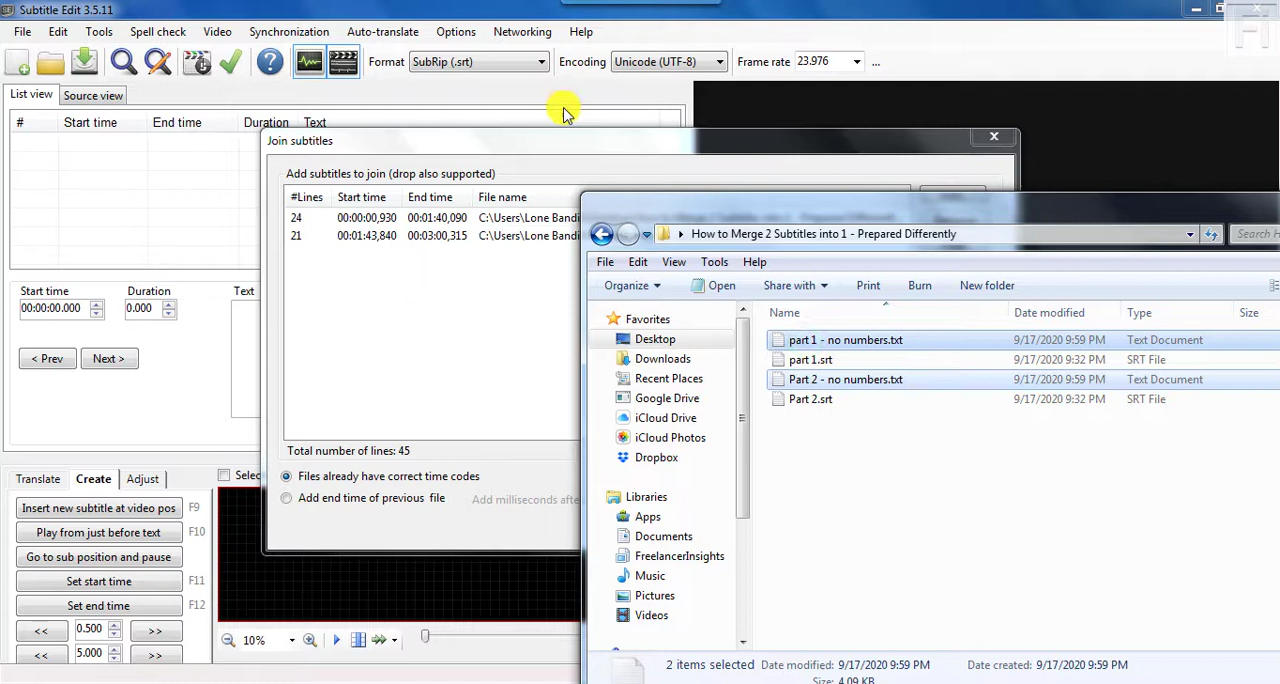 Subtitle Edit 3.5.11
File Edit Tools Spell check Video Synchronization Auto-translate Options Networking Help
Format SubRip (.srt) Encoding Unicode (UTF-8) Frame rate 23.976 ...
List view Source view
# Start time End time Duration Text
Join subtitles
Add subtitles to join (drop also supported)
#Lines Start time End time File name
24 00:00:00,930 00:01:40,090 C:\Users\Lone Bandi
21 00:01:43,840 00:03:00,315 C:\Users\Lone Bandi
How to Merge 2 Subtitles into 1 - Prepared Differently
Search H
File Edit View Tools Help
Organize Open Share with Print Burn New folder
Name Date modified Type Size
Favorites
Desktop
Downloads
Recent Places
Google Drive
iCloud Drive
iCloud Photos
Dropbox
Libraries
Apps
Documents
FreelancerInsights
Music
Pictures
Videos
part 1 - no numbers.txt 9/17/2020 9:59 PM Text Document
part 1.srt 9/17/2020 9:32 PM SRT File
Part 2 - no numbers.txt 9/17/2020 9:59 PM Text Document
Part 2.srt 9/17/2020 9:32 PM SRT File
2 items selected Date modified: 9/17/2020 9:59 PM Date created: 9/17/2020 9:59 PM
Size: 4.09 KB
Start time Duration Text
00:00:00.000 0.000
< Prev Next >
Total number of lines: 45
Files already have correct time codes
Add end time of previous file Add milliseconds afte
Translate Create Adjust Selec
Insert new subtitle at video pos F9
Play from just before text F10
Go to sub position and pause
Set start time F11
Set end time F12
<< 0.500 >>
<< 5.000 >>
10%